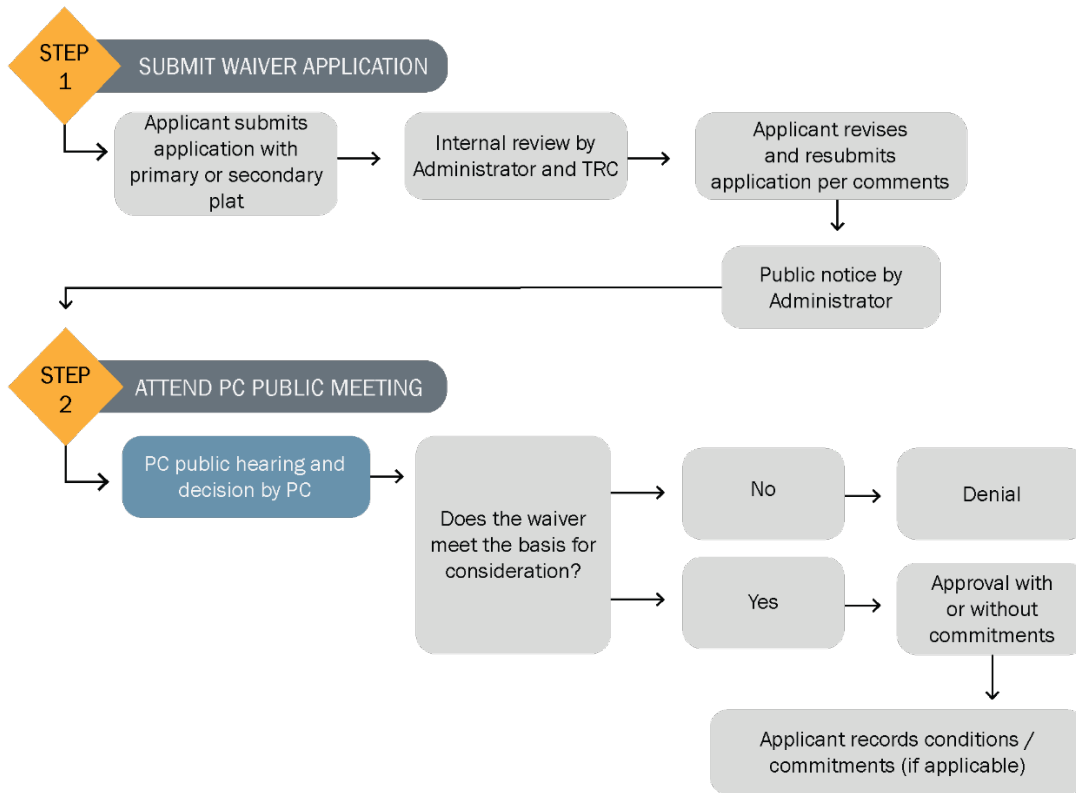 STEP
1
SUBMIT WAIVER APPLICATION
Applicant submits
application with
primary or secondary
plat
Internal review by
Administrator and TRC
Applicant revises
and resubmits
application per comments
Public notice by
Administrator
STEP
2
ATTEND PC PUBLIC MEETING
PC public hearing and
decision by PC
Does the waiver
meet the basis for
consideration?
No
Denial
Yes
Approval with
or without
commitments
Applicant records conditions /
commitments (if applicable)